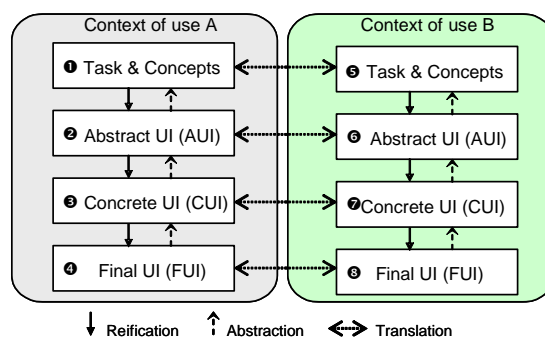 Context of use A
Context of use B
❶ Task & Concepts
❺ Task & Concepts
❷ Abstract UI (AUI)
❻ Abstract UI (AUI)
❸ Concrete UI (CUI)
❼Concrete UI (CUI)
❹ Final UI (FUI)
❽ Final UI (FUI)
Reification
Abstraction
Translation